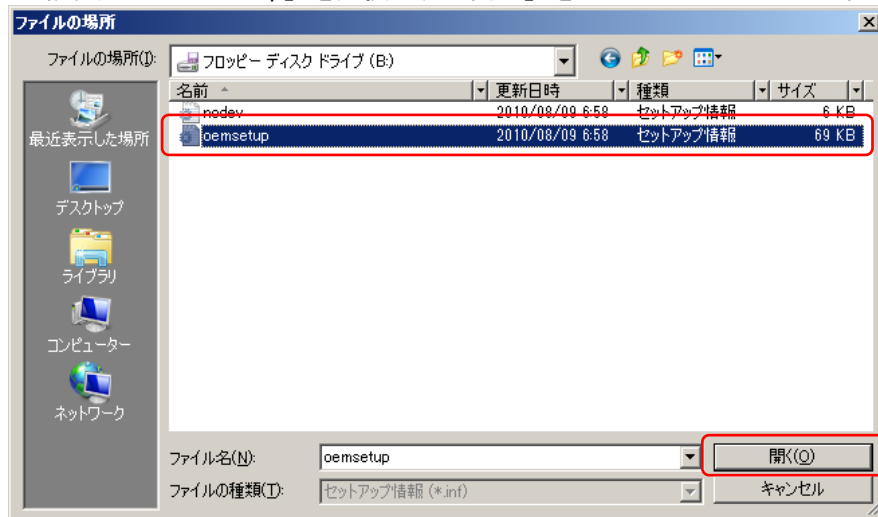 ファイルの場所
ファイルの場所(I):
フロッピー ディスク ドライブ (B:)
名前
更新日時
種類
サイズ
nodev
2010/08/09 6:58
セットアップ情報
6 KB
oemsetup
2010/08/09 6:58
セットアップ情報
69 KB
最近表示した場所
デスクトップ
ライブラリ
コンピューター
ネットワーク
ファイル名(N):
oemsetup
開く(O)
ファイルの種類(T):
セットアップ情報 (*.inf)
キャンセル